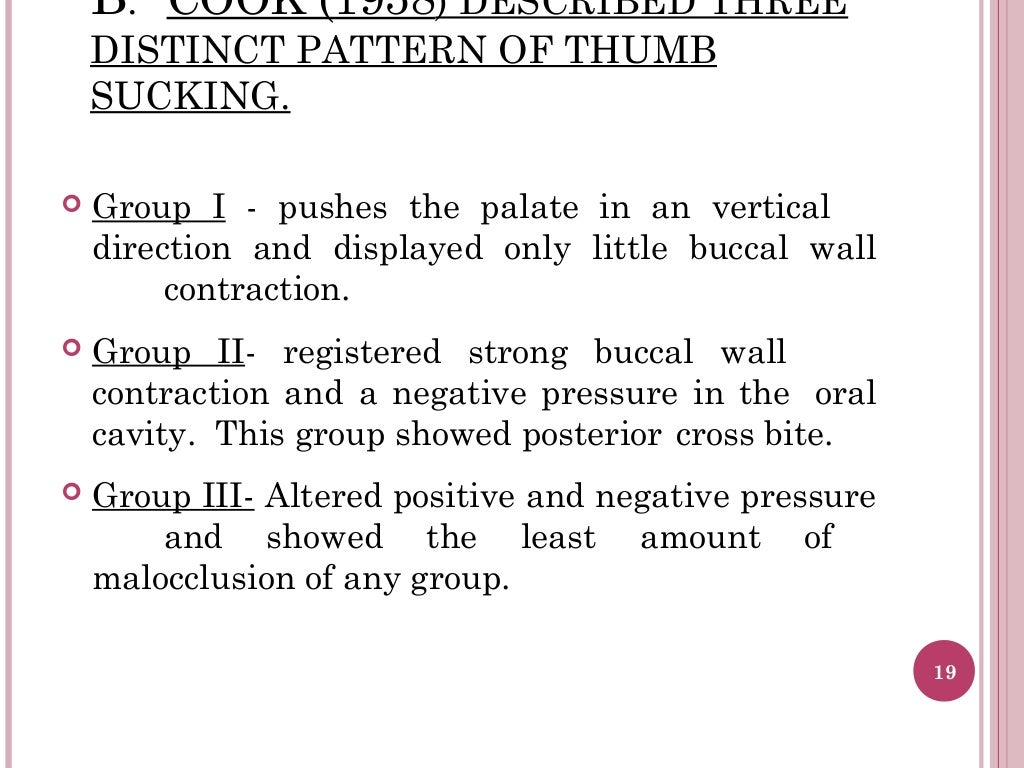 B. COOK (1958) DESCRIBED THREE
DISTINCT PATTERN OF THUMB
SUCKING.
Group I - pushes the palate in an vertical
direction and displayed only little buccal wall
contraction.
Group II- registered strong buccal wall
contraction and a negative pressure in the oral
cavity. This group showed posterior cross bite.
Group III- Altered positive and negative pressure
and showed the least amount of
malocclusion of any group.
19